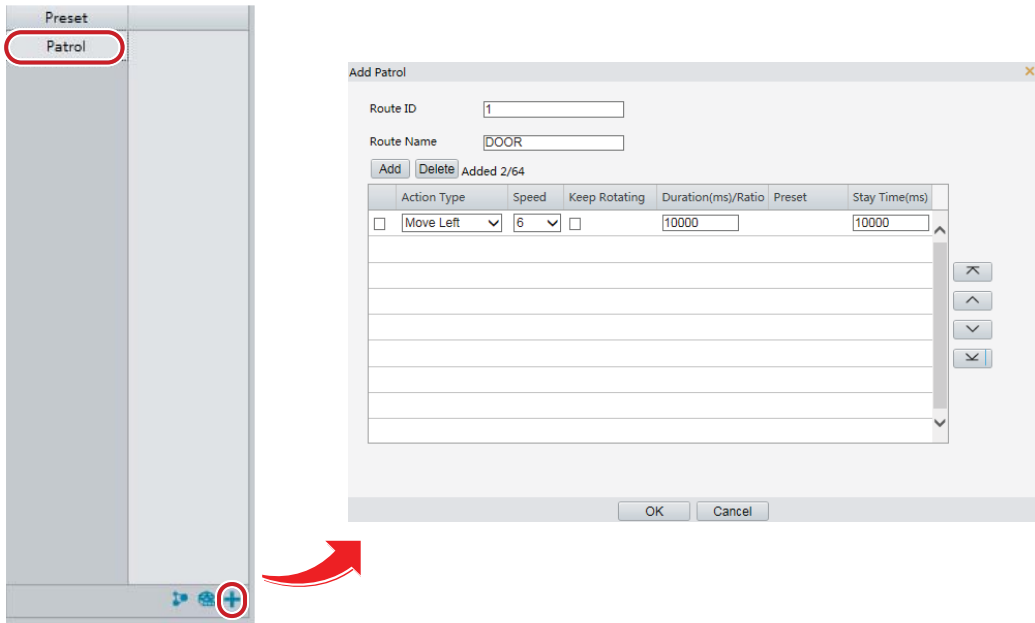 Preset
Patrol
Add Patrol
Route ID 1
Route Name DOOR
Add Delete Added 2/64
Action Type Speed Keep Rotating Duration(ms)/Ratio Preset Stay Time(ms)
Move Left 6 10000 10000
OK Cancel